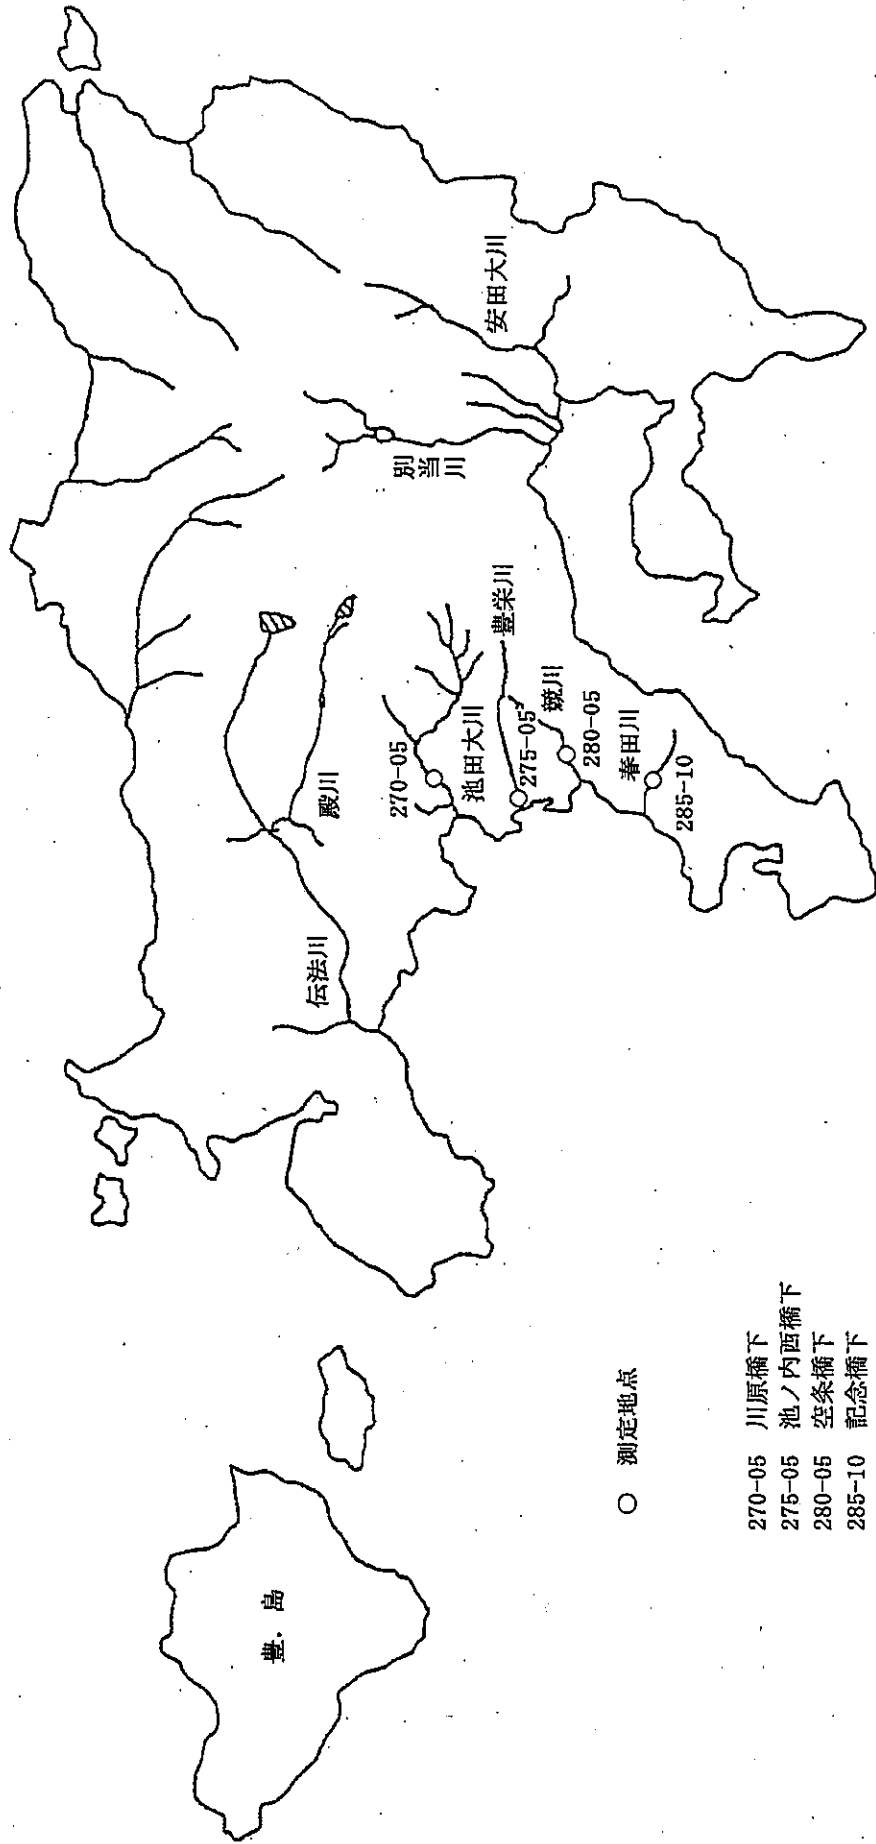 安田大川
別当川
豊栄川
競川
280-05
275-05
池田大川
270-05
春田川
285-10
殿川
伝法川
豊島
○ 測定地点
270-05 川原橋下
275-05 池ノ内西橋下
280-05 空条橋下
285-10 記念橋下